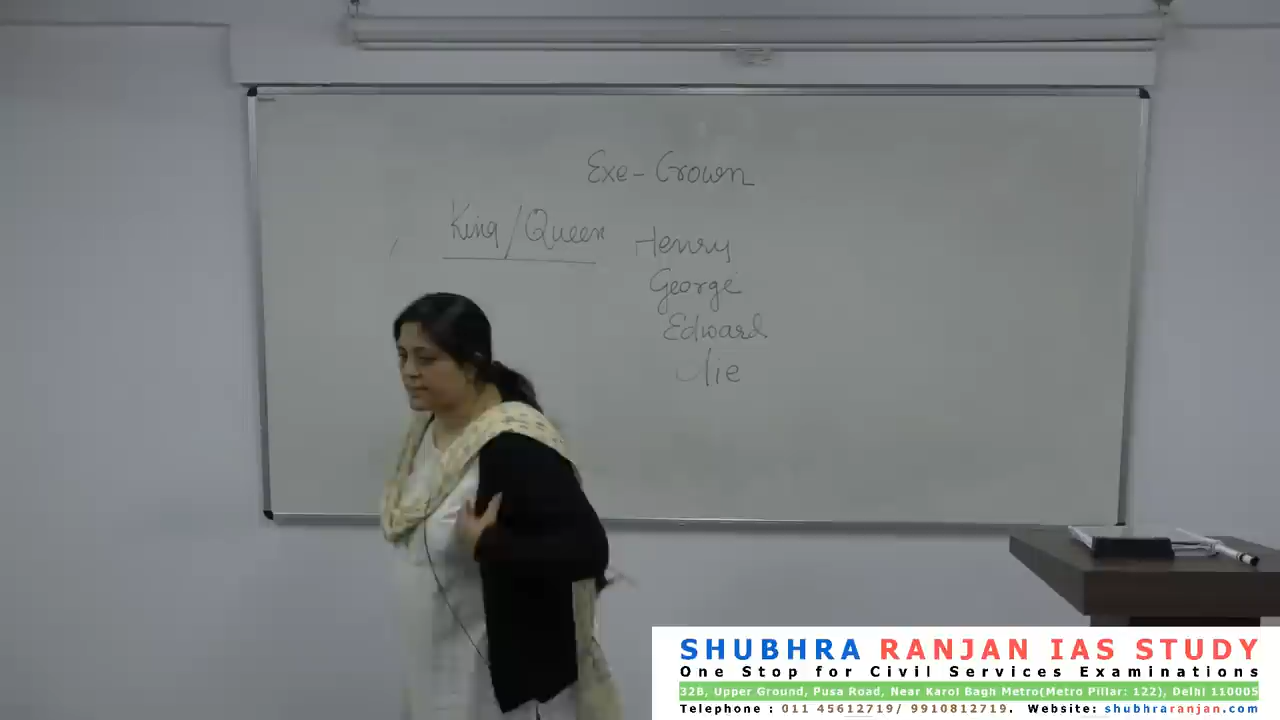 Exe-Crown
King/Queen
Henry
George
Edward
die
SHUBHRA RANJAN IAS STUDY
One Stop for Civil Services Examinations
32B, Upper Ground, Pusa Road, Near Karol Bagh Metro(Metro Pillar: 122), Delhi 110005
Telephone : 011 45612719/ 9910812719. Website: shubhraranjan.com